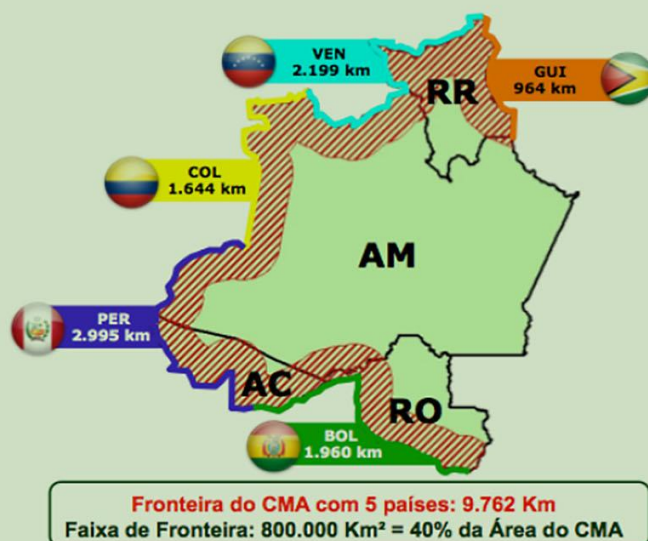 VEN
2.199 km
GUI
964 km
RR
COL
1.644 km
AM
PER
2.995 km
AC
RO
BOL
1.960 km
Fronteira do CMA com 5 países: 9.762 Km
Faixa de Fronteira: 800.000 Km² = 40% da Área do CMA